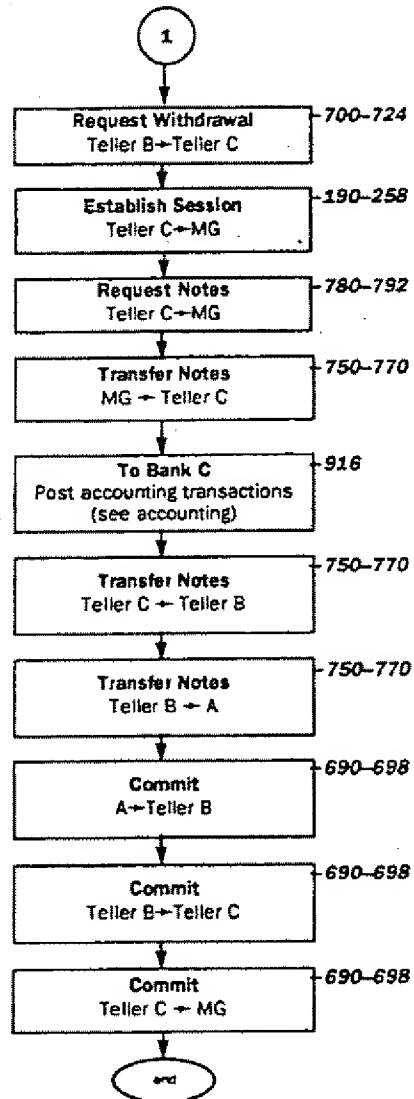 1
Request Withdrawal
Teller B→Teller C
700–724
Establish Session
Teller C→MG
190–258
Request Notes
Teller C→MG
780–792
Transfer Notes
MG → Teller C
750–770
To Bank C
Post accounting transactions
(see accounting)
916
Transfer Notes
Teller C → Teller B
750–770
Transfer Notes
Teller B → A
750–770
Commit
A→Teller B
690–698
Commit
Teller B→Teller C
690–698
Commit
Teller C → MG
690–698
end